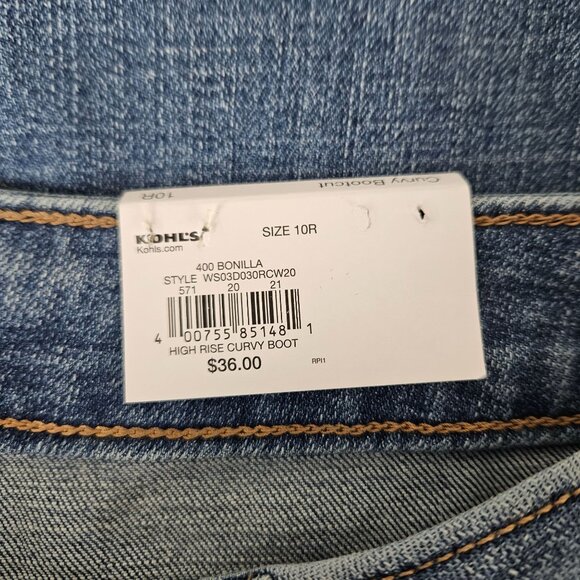 Curvy Bootcut
10R
KOHL'S
Kohls.com
SIZE 10R
400 BONILLA
STYLE WS03D030RCW20
571 20 21
4 00755 85148 1
HIGH RISE CURVY BOOT
$36.00
RPI1